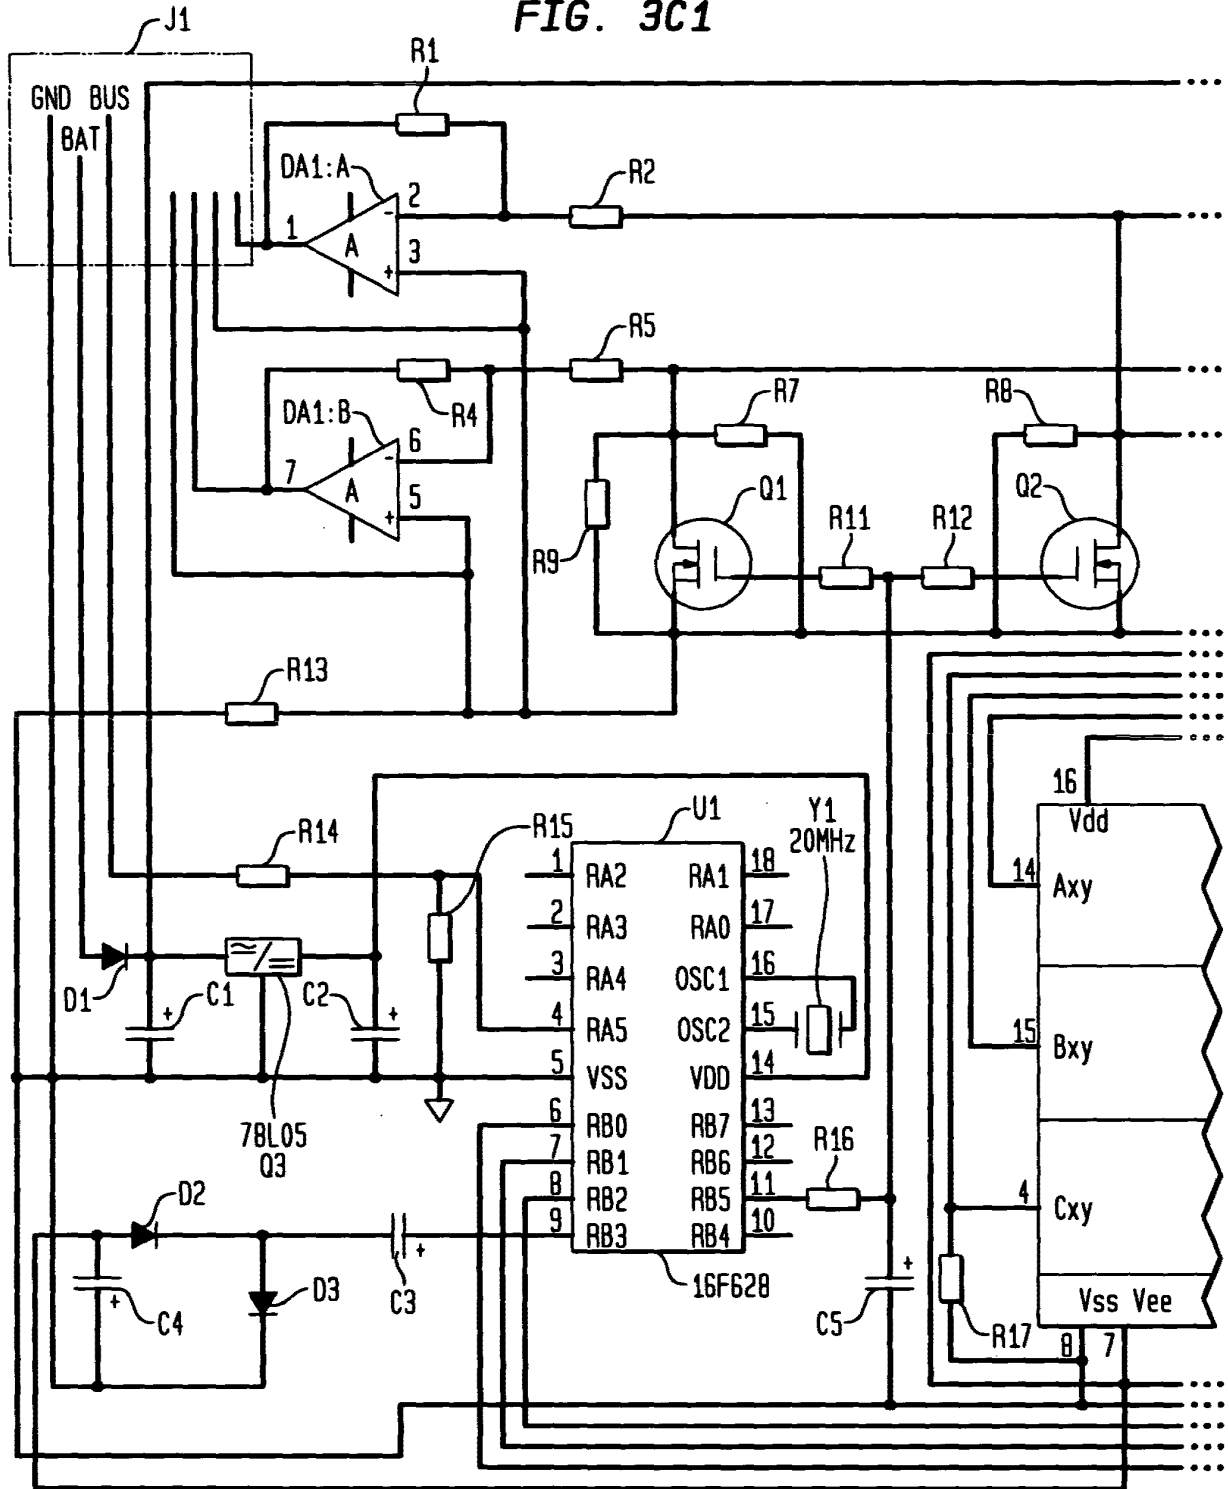 FIG. 3C1
J1
R1
GND BUS
BAT
DA1:A
2
R2
1
A
3
-
+
R5
R4
DA1:B
6
R7
R8
7
A
5
-
+
Q1
Q2
R9
R11
R12
R13
16
Vdd
R14
R15
U1
Y1
20MHz
1 RA2 RA1 18
14 Axy
2 RA3 RA0 17
3 RA4 OSC1 16
D1
C1
+
C2
+
4 RA5 OSC2 15
15 Bxy
5 VSS VDD 14
6 RB0 RB7 13
78L05
Q3
7 RB1 RB6 12
R16
8 RB2 RB5 11
4 Cxy
D2
9 RB3 RB4 10
+
C3
+
C4
+
D3
16F628
C5
R17
Vss Vee
8 7